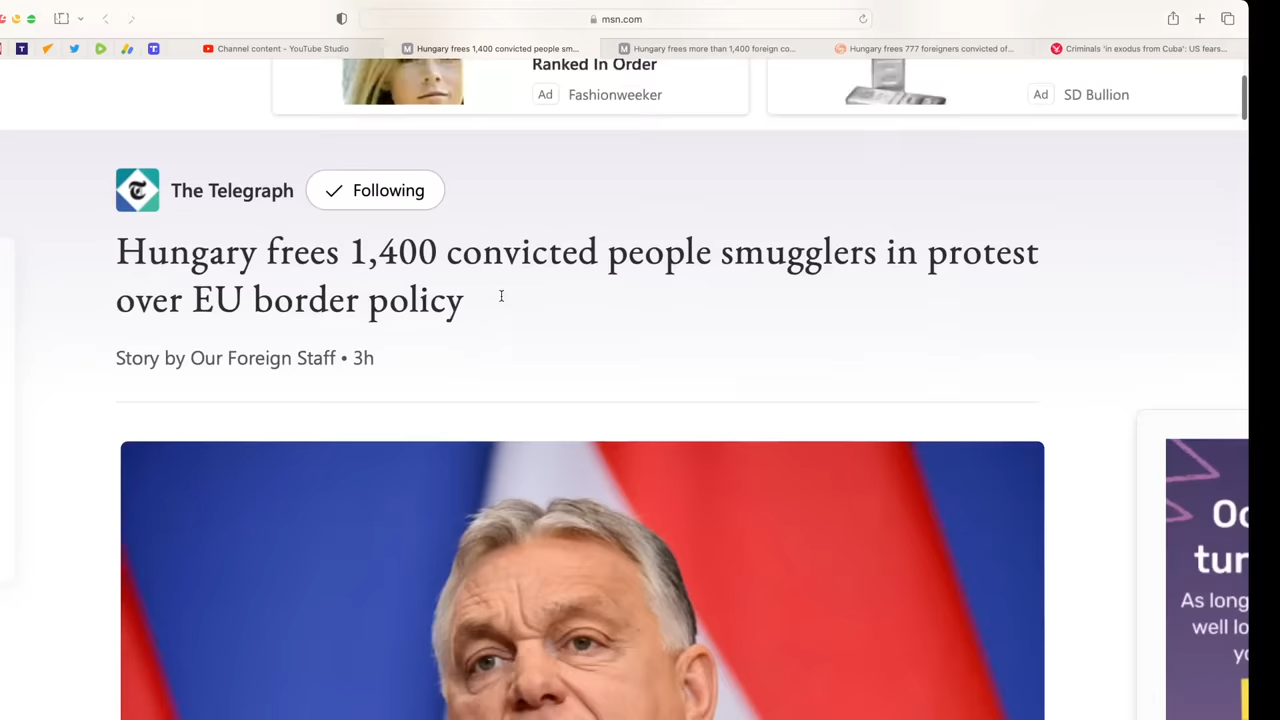 msn.com
Channel content - YouTube Studio
Hungary frees 1,400 convicted people sm...
Hungary frees more than 1,400 foreign co...
Hungary frees 777 foreigners convicted of...
Criminals 'in exodus from Cuba': US fears...
Ranked In Order
Ad Fashionweeker
Ad SD Bullion
The Telegraph
Following
Hungary frees 1,400 convicted people smugglers in protest
over EU border policy
Story by Our Foreign Staff • 3h
As long